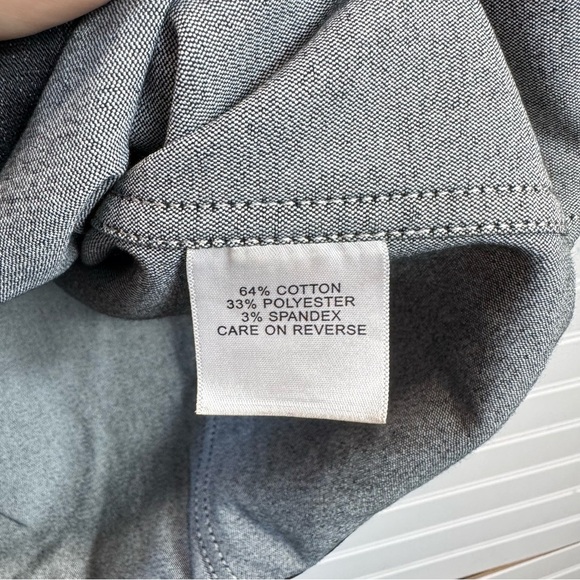 64% COTTON
33% POLYESTER
3% SPANDEX
CARE ON REVERSE